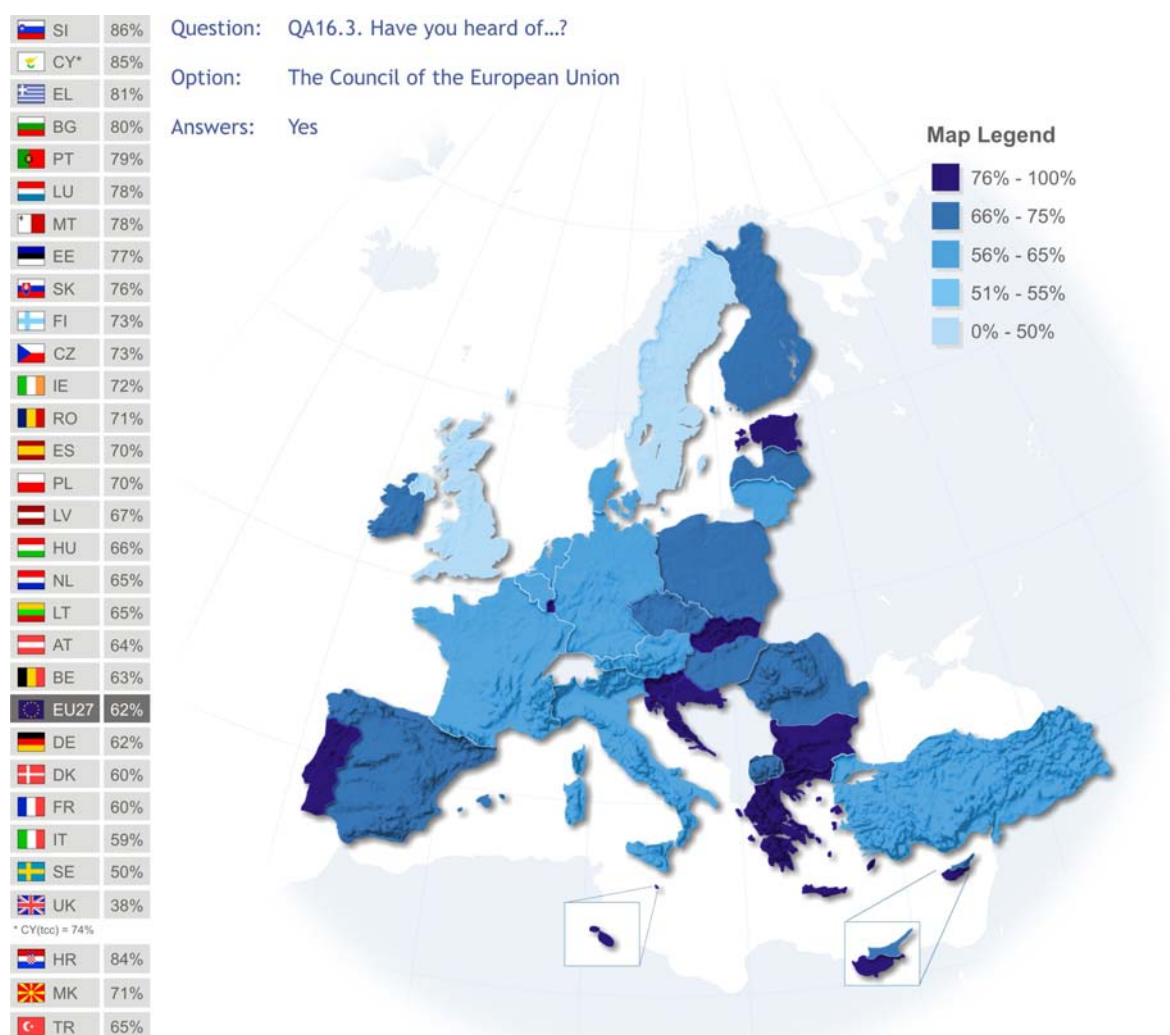 Question: QA16.3. Have you heard of…?
Option: The Council of the European Union
Answers: Yes
SI 86%
CY* 85%
EL 81%
BG 80%
PT 79%
LU 78%
MT 78%
EE 77%
SK 76%
FI 73%
CZ 73%
IE 72%
RO 71%
ES 70%
PL 70%
LV 67%
HU 66%
NL 65%
LT 65%
AT 64%
BE 63%
EU27 62%
DE 62%
DK 60%
FR 60%
IT 59%
SE 50%
UK 38%
* CY(tcc) = 74%
HR 84%
MK 71%
TR 65%
Map Legend
76% - 100%
66% - 75%
56% - 65%
51% - 55%
0% - 50%